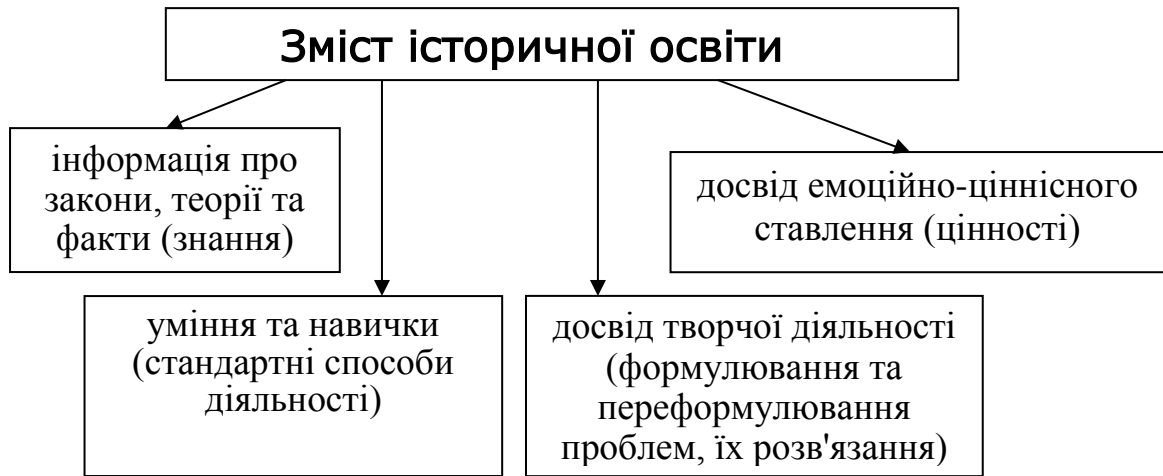 Зміст історичної освіти
інформація про
закони, теорії та
факти (знання)
досвід емоційно-ціннісного
ставлення (цінності)
уміння та навички
(стандартні способи
діяльності)
досвід творчої діяльності
(формулювання та
переформулювання
проблем, їх розв'язання)